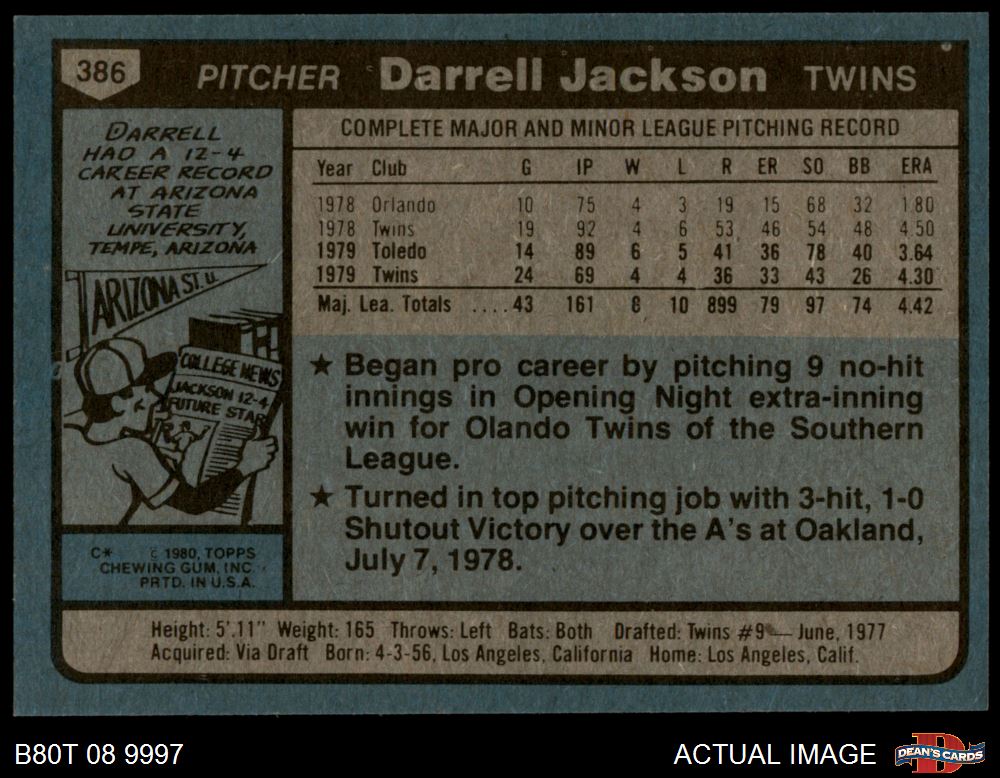 386 PITCHER Darrell Jackson TWINS
DARRELL
HAD A 12-4
CAREER RECORD
AT ARIZONA
STATE
UNIVERSITY,
TEMPE, ARIZONA
ARIZONA ST. U.
COLLEGE NEWS
JACKSON 12-4
FUTURE STAR
C* © 1980, TOPPS
CHEWING GUM, INC.
PRTD. IN U.S.A.
COMPLETE MAJOR AND MINOR LEAGUE PITCHING RECORD
Year Club G IP W L R ER SO BB ERA
1978 Orlando 10 75 4 3 19 15 68 32 1.80
1978 Twins 19 92 4 6 53 46 54 48 4.50
1979 Toledo 14 89 6 5 41 36 78 40 3.64
1979 Twins 24 69 4 4 36 33 43 26 4.30
Maj. Lea. Totals ....43 161 8 10 899 79 97 74 4.42
★ Began pro career by pitching 9 no-hit
innings in Opening Night extra-inning
win for Olando Twins of the Southern
League.
★ Turned in top pitching job with 3-hit, 1-0
Shutout Victory over the A's at Oakland,
July 7, 1978.
Height: 5'.11" Weight: 165 Throws: Left Bats: Both Drafted: Twins #9 — June, 1977
Acquired: Via Draft Born: 4-3-56, Los Angeles, California Home: Los Angeles, Calif.
B80T 08 9997
ACTUAL IMAGE
D
DEAN'S CARDS